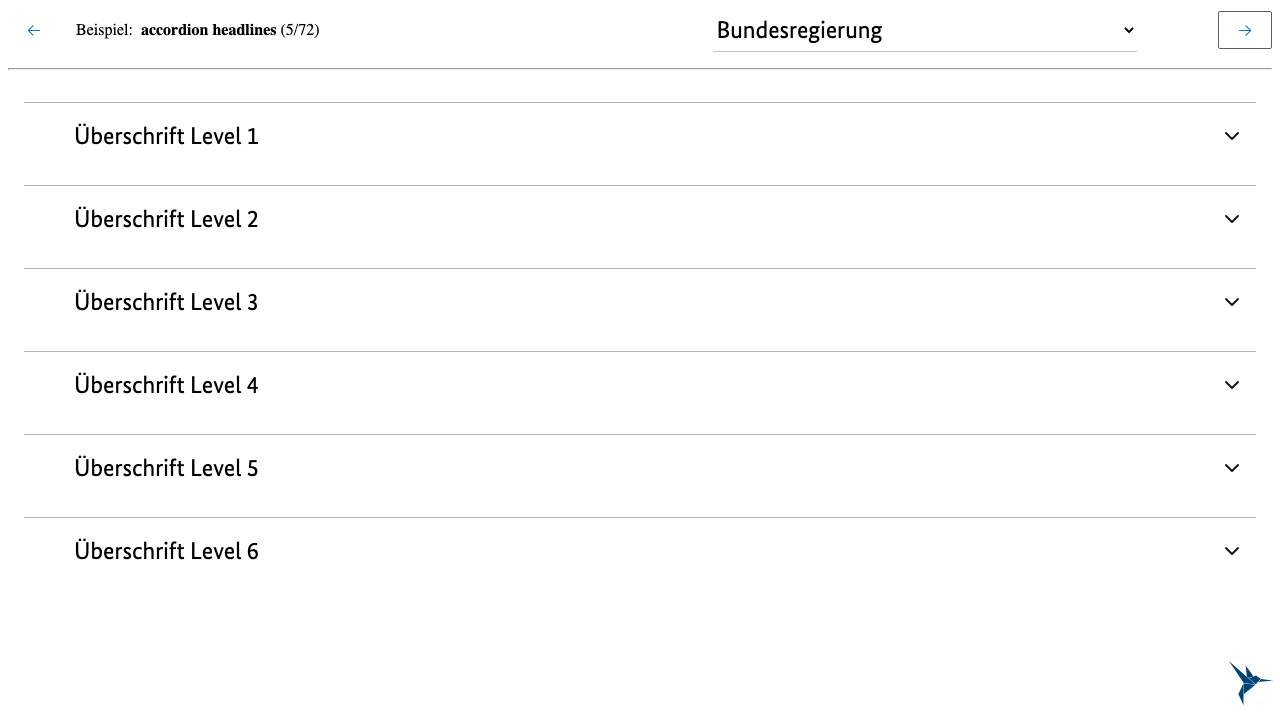 Beispiel: accordion headlines (5/72)
Bundesregierung
Überschrift Level 1
Überschrift Level 2
Überschrift Level 3
Überschrift Level 4
Überschrift Level 5
Überschrift Level 6